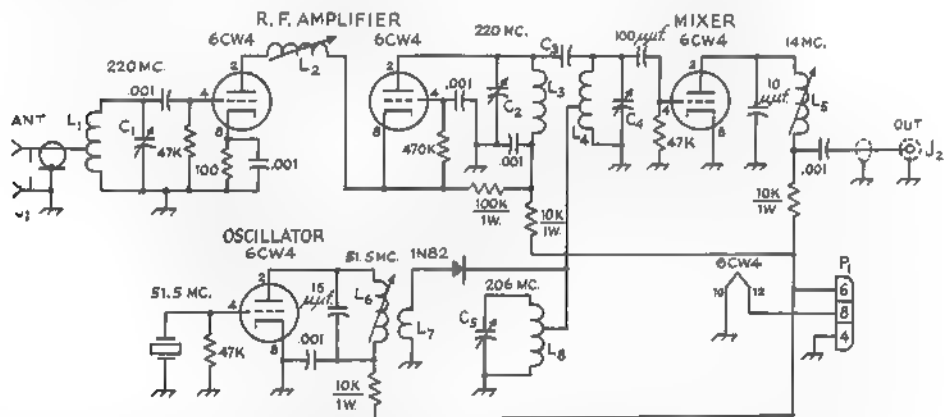 R.F. AMPLIFIER
MIXER
6CW4
6CW4
220 MC.
C3
100 µµf.
6CW4
14 MC.
220 MC.
.001
L2
.001
C2
L3
10 µµf.
L5
ANT
L1
C1
47K
100
.001
470K
.001
L4
C4
47K
.001
OUT
J2
100K
1W.
10K
1W.
10K
1W.
OSCILLATOR
6CW4
51.5 MC.
1N82
6CW4
P1
51.5 MC.
15 µµf.
L6
206 MC.
10
12
6
8
4
47K
.001
L7
C5
L8
10K
1W.
2
4
8
2
4
8
2
4
8
2
4
8